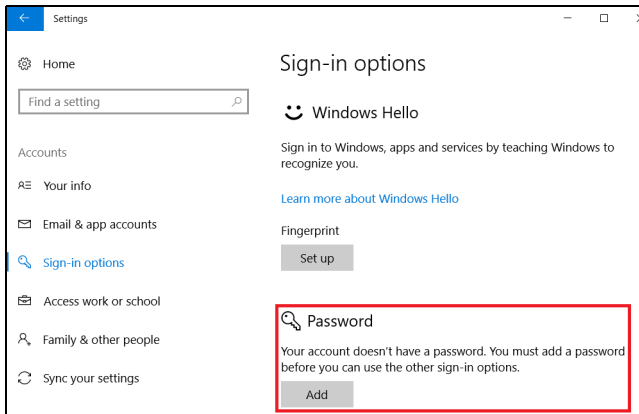 Settings
Home
Find a setting
Accounts
Your info
Email & app accounts
Sign-in options
Access work or school
Family & other people
Sync your settings
Sign-in options
Windows Hello
Sign in to Windows, apps and services by teaching Windows to
recognize you.
Learn more about Windows Hello
Fingerprint
Set up
Password
Your account doesn't have a password. You must add a password
before you can use the other sign-in options.
Add